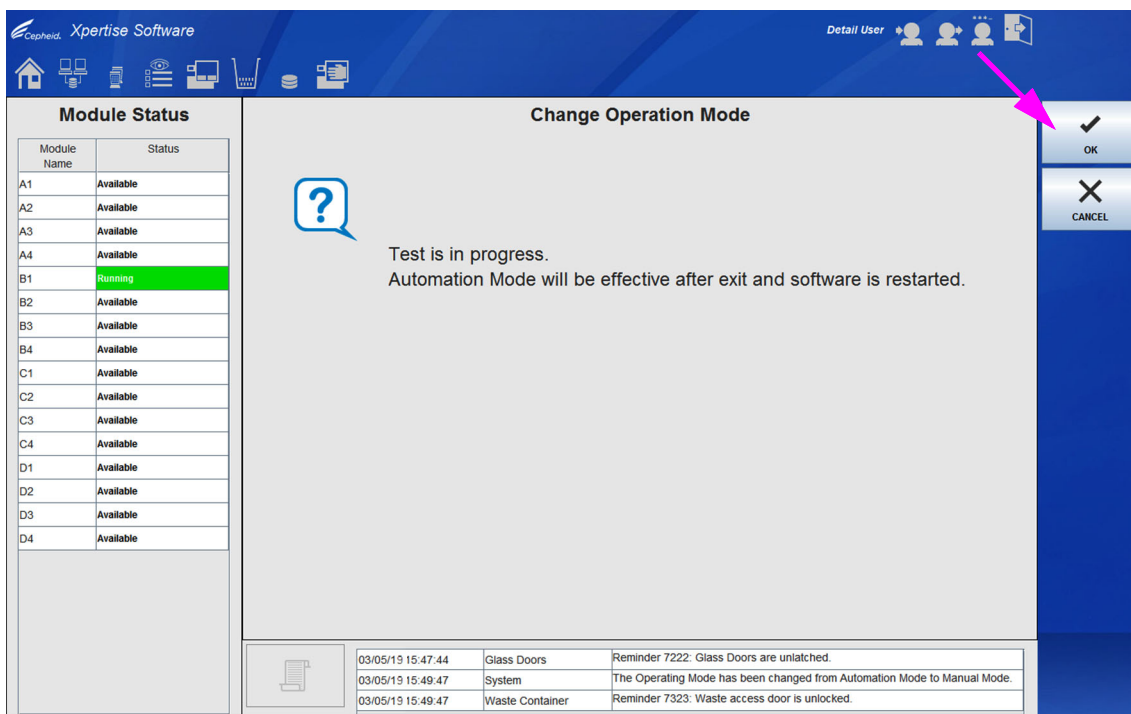 Cepheid. Xpertise Software
Detail User
Module Status
Module Name Status
A1 Available
A2 Available
A3 Available
A4 Available
B1 Running
B2 Available
B3 Available
B4 Available
C1 Available
C2 Available
C3 Available
C4 Available
D1 Available
D2 Available
D3 Available
D4 Available
Change Operation Mode
?
Test is in progress.
Automation Mode will be effective after exit and software is restarted.
03/05/19 15:47:44 Glass Doors Reminder 7222: Glass Doors are unlatched.
03/05/19 15:49:47 System The Operating Mode has been changed from Automation Mode to Manual Mode.
03/05/19 15:49:47 Waste Container Reminder 7323: Waste access door is unlocked.
OK
CANCEL